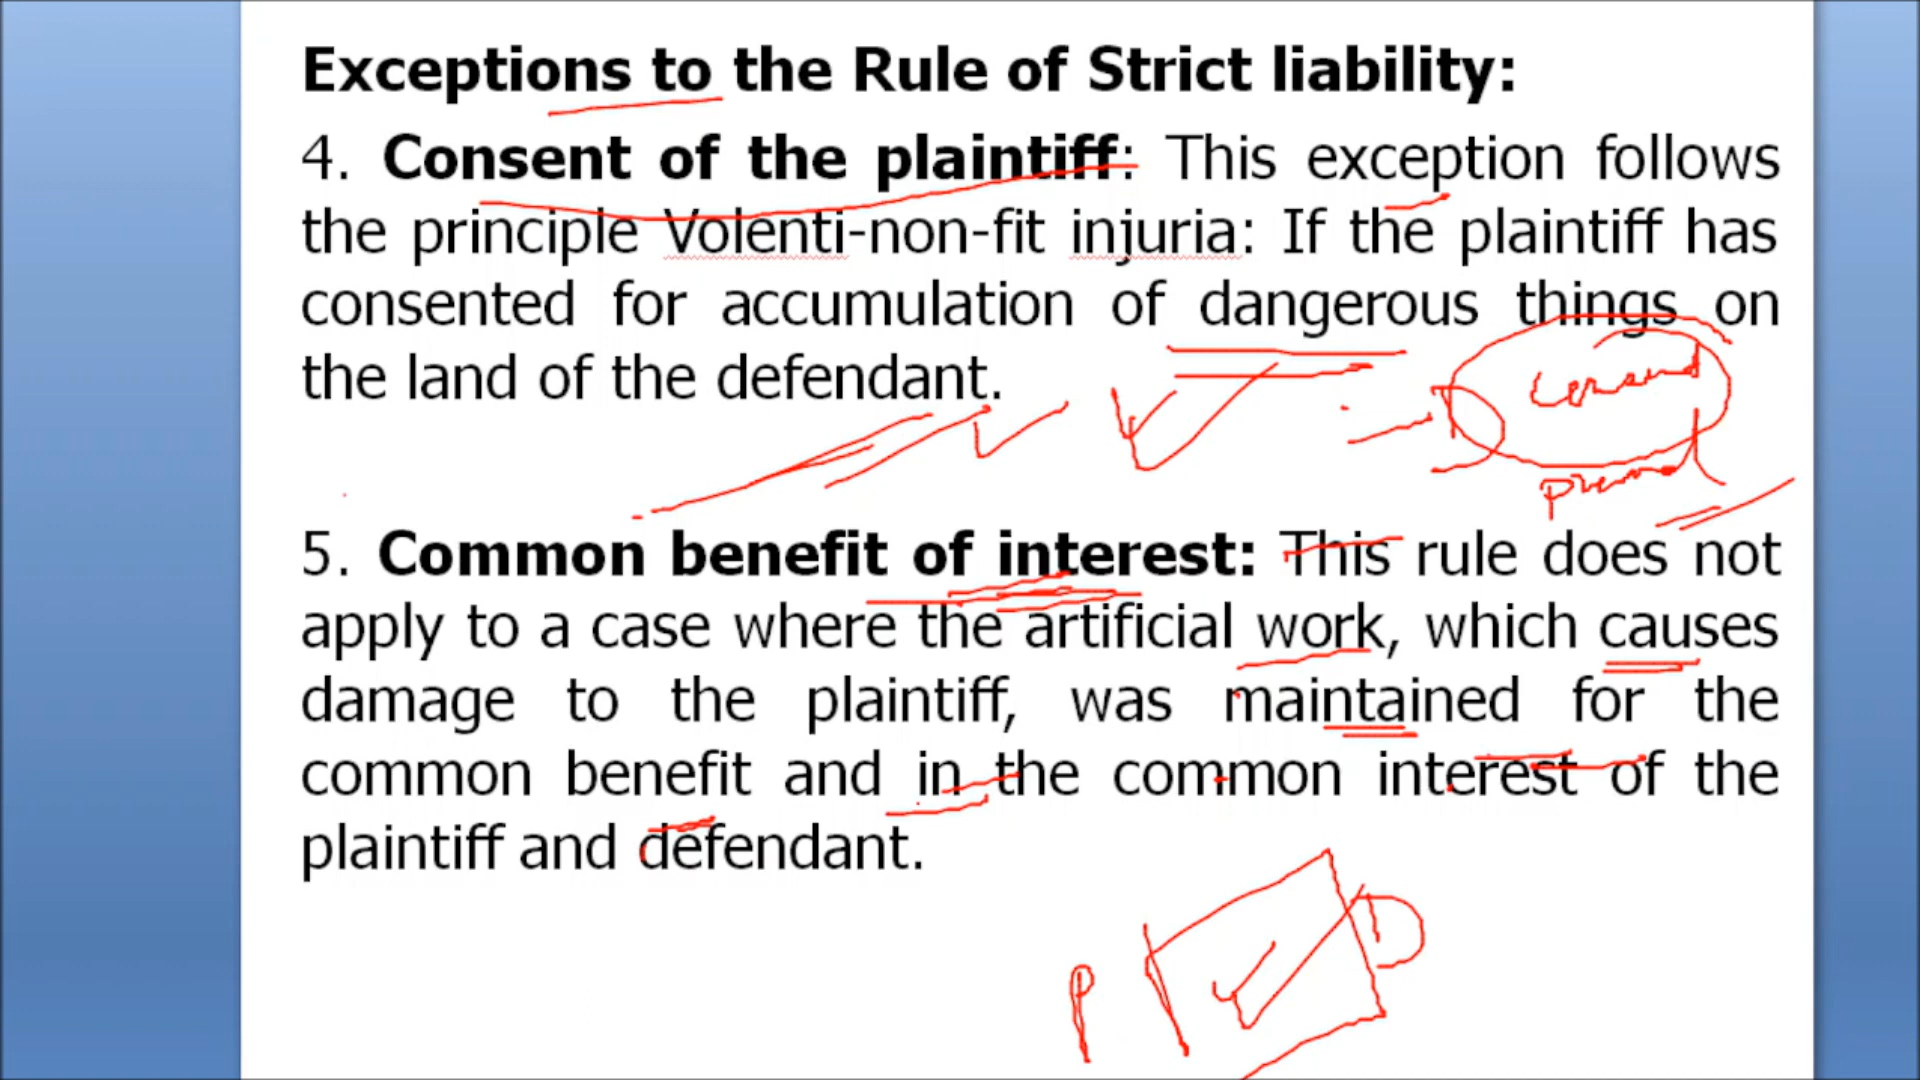 Exceptions to the Rule of Strict liability:
4. Consent of the plaintiff: This exception follows
the principle Volenti-non-fit injuria: If the plaintiff has
consented for accumulation of dangerous things on
the land of the defendant.
D
5. Common benefit of interest: This rule does not
apply to a case where the artificial work, which causes
damage to the plaintiff, was maintained for the
common benefit and in the common interest of the
plaintiff and defendant.
P D